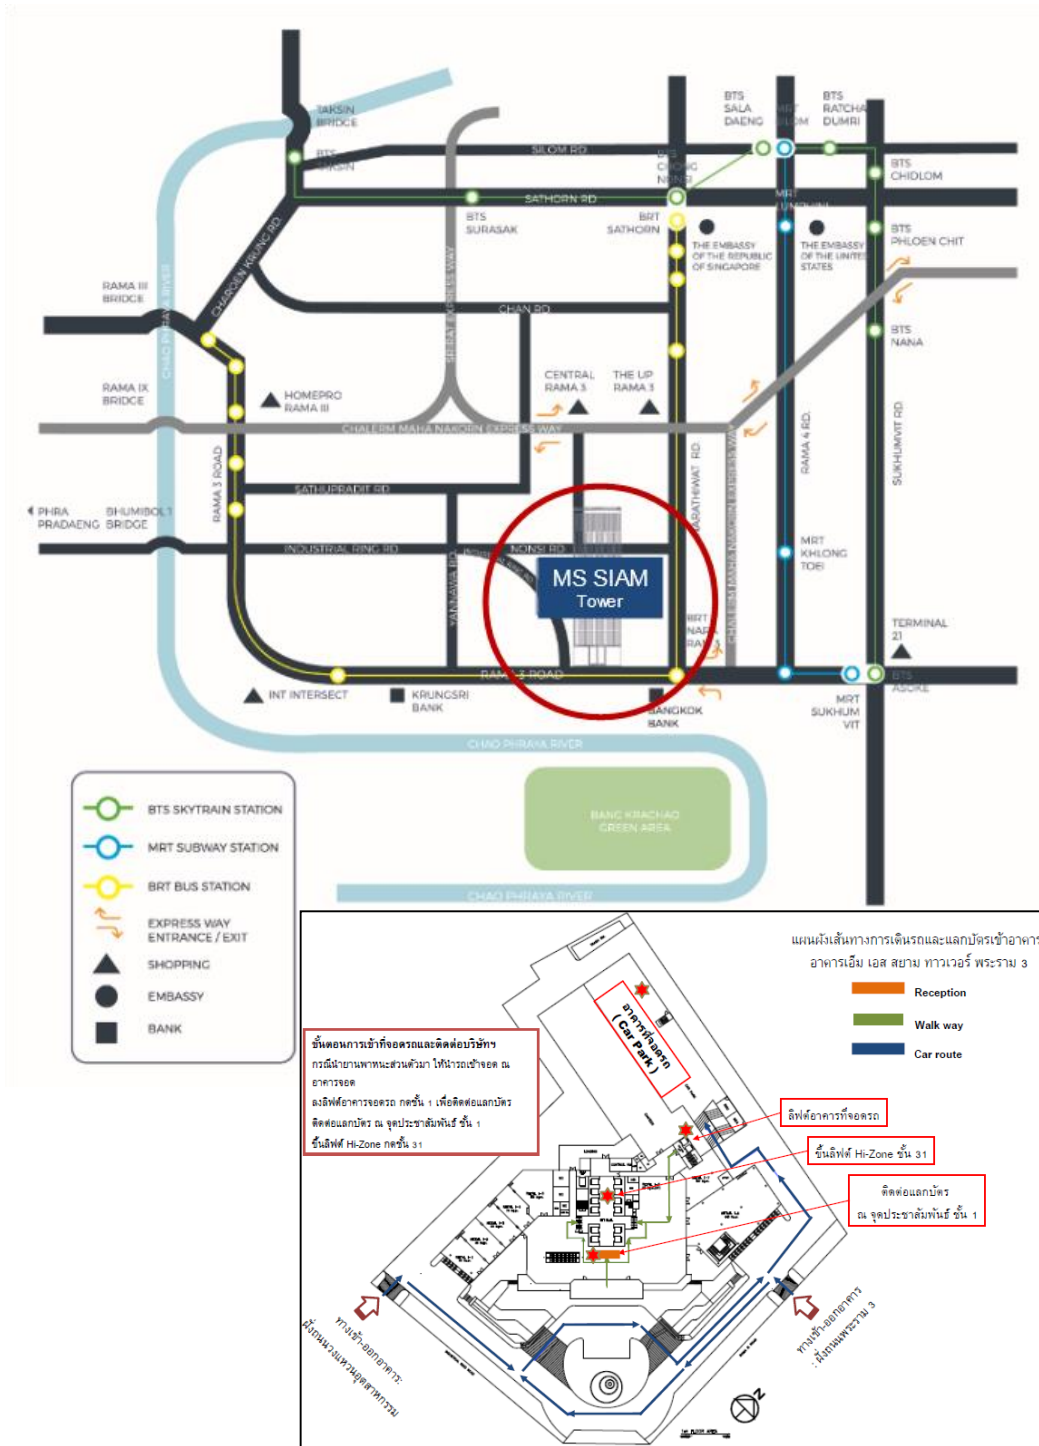 TAKSIN
BRIDGE
BTS
TAKSIN
SILOM RD
BTS
SALA
DAENG
MRT
SILOM
BTS
RATCHA
DUMRI
BTS
CHONG
NONSI
BTS
CHIDLOM
SATHORN RD
MRT
LUMPHINI
BTS
SURASAK
BRT
SATHORN
BTS
PHLOEN CHIT
THE EMBASSY
OF THE REPUBLIC
OF SINGAPORE
THE EMBASSY
OF THE UNITED
STATES
CHAROEN KRUNG RD.
RAMA III
BRIDGE
CHAO PHRAYA RIVER
SRI RAT EXPRESS WAY
CHAN RD.
BTS
NANA
RAMA IX
BRIDGE
HOMEPRO
RAMA III
CENTRAL
RAMA 3
THE UP
RAMA 3
CHALERM MAHA NAKORN EXPRESS WAY
RAMA 3 ROAD
NARATHIWAT RD.
CHALERM MAHA NAKORN EXPRESS WAY
RAMA 4 RD.
SUKHUMVIT RD.
SATHUPRADIT RD
PHRA
PRADAENG
BHUMIBOL 1
BRIDGE
INDUSTRIAL RING RD
NONSI RD.
YANNAWA RD.
MS SIAM
Tower
MRT
KHLONG
TOEI
BRT
NARA
RAMA 3
TERMINAL
21
RAMA 3 ROAD
BTS
ASOKE
INT INTERSECT
KRUNGSRI
BANK
BANGKOK
BANK
MRT
SUKHUM
VIT
CHAO PHRAYA RIVER
BANG KRACHAO
GREEN AREA
CHAO PHRAYA RIVER
BTS SKYTRAIN STATION
MRT SUBWAY STATION
BRT BUS STATION
EXPRESS WAY
ENTRANCE / EXIT
SHOPPING
EMBASSY
BANK
แผนผังเส้นทางการเดินรถและแลกบัตรเข้าอาคาร
อาคารเอ็ม เอส สยาม ทาวเวอร์ พระราม 3
Reception
Walk way
Car route
ขั้นตอนการเข้าที่จอดรถและติดต่อบริษัทฯ
กรณีนำยานพาหนะส่วนตัวมา ให้นำรถเข้าจอด ณ
อาคารจอด
ลงลิฟต์อาคารจอดรถ กดชั้น 1 เพื่อติดต่อแลกบัตร
ติดต่อแลกบัตร ณ จุดประชาสัมพันธ์ ชั้น 1
ขึ้นลิฟต์ Hi-Zone กดชั้น 31
อาคารที่จอดรถ
( Car Park )
ลิฟต์อาคารที่จอดรถ
ขึ้นลิฟต์ Hi-Zone ชั้น 31
ติดต่อแลกบัตร
ณ จุดประชาสัมพันธ์ ชั้น 1
ทางเข้า-ออกอาคาร:
ฝั่งถนนวงแหวนอุตสาหกรรม
ทางเข้า-ออกอาคาร
: ฝั่งถนนพระราม 3
N
1st FLOOR AREA